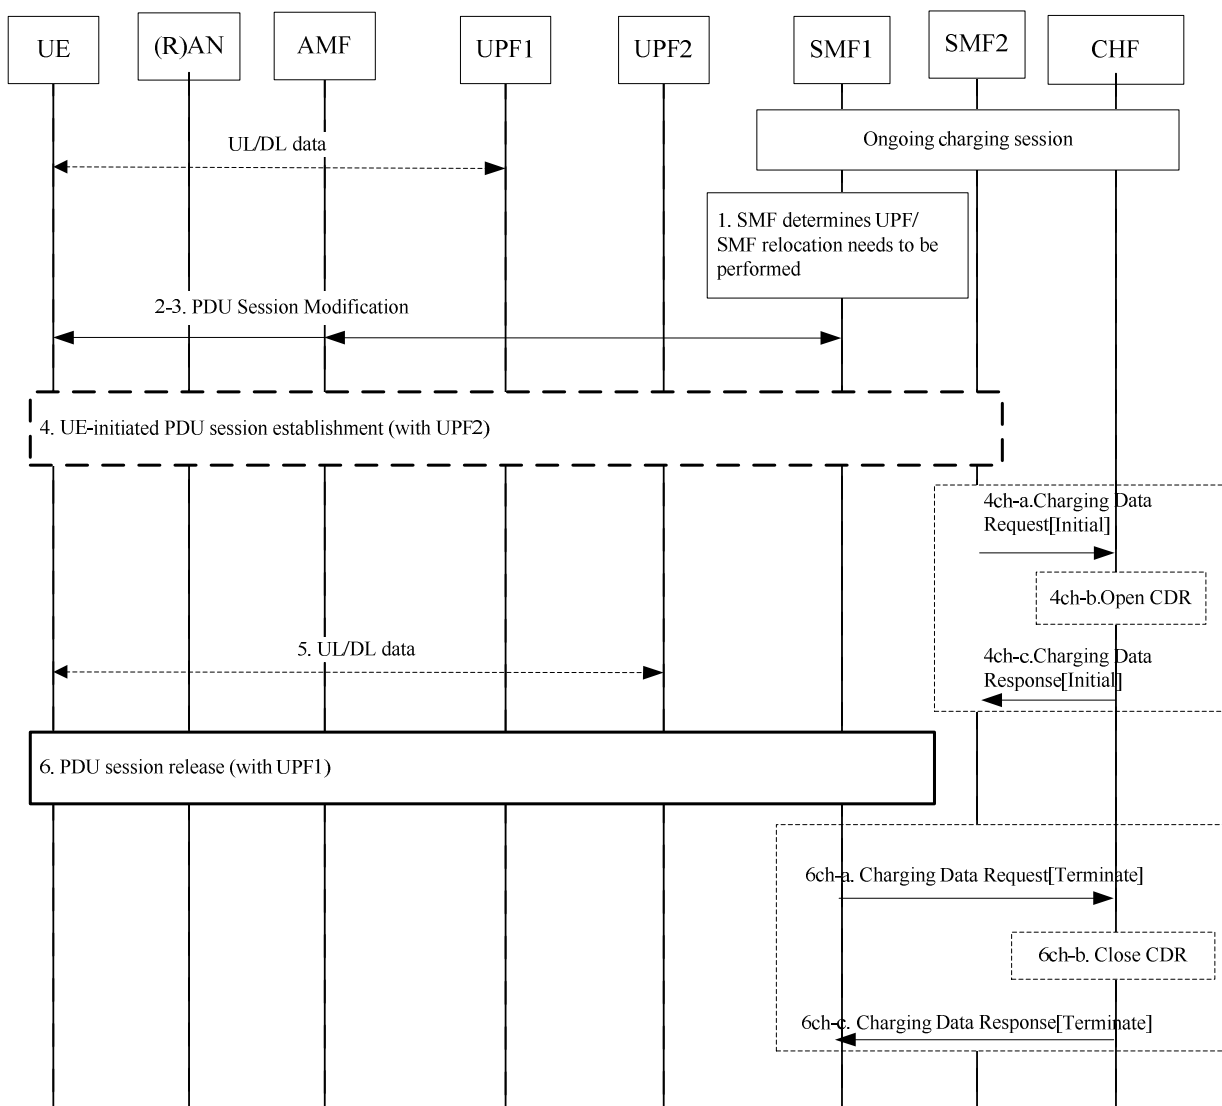 UE
(R)AN
AMF
UPF1
UPF2
SMF1
SMF2
CHF
UL/DL data
Ongoing charging session
1. SMF determines UPF/
SMF relocation needs to be
performed
2-3. PDU Session Modification
4. UE-initiated PDU session establishment (with UPF2)
4ch-a.Charging Data
Request[Initial]
4ch-b.Open CDR
5. UL/DL data
4ch-c.Charging Data
Response[Initial]
6. PDU session release (with UPF1)
6ch-a. Charging Data Request[Terminate]
6ch-b. Close CDR
6ch-c. Charging Data Response[Terminate]